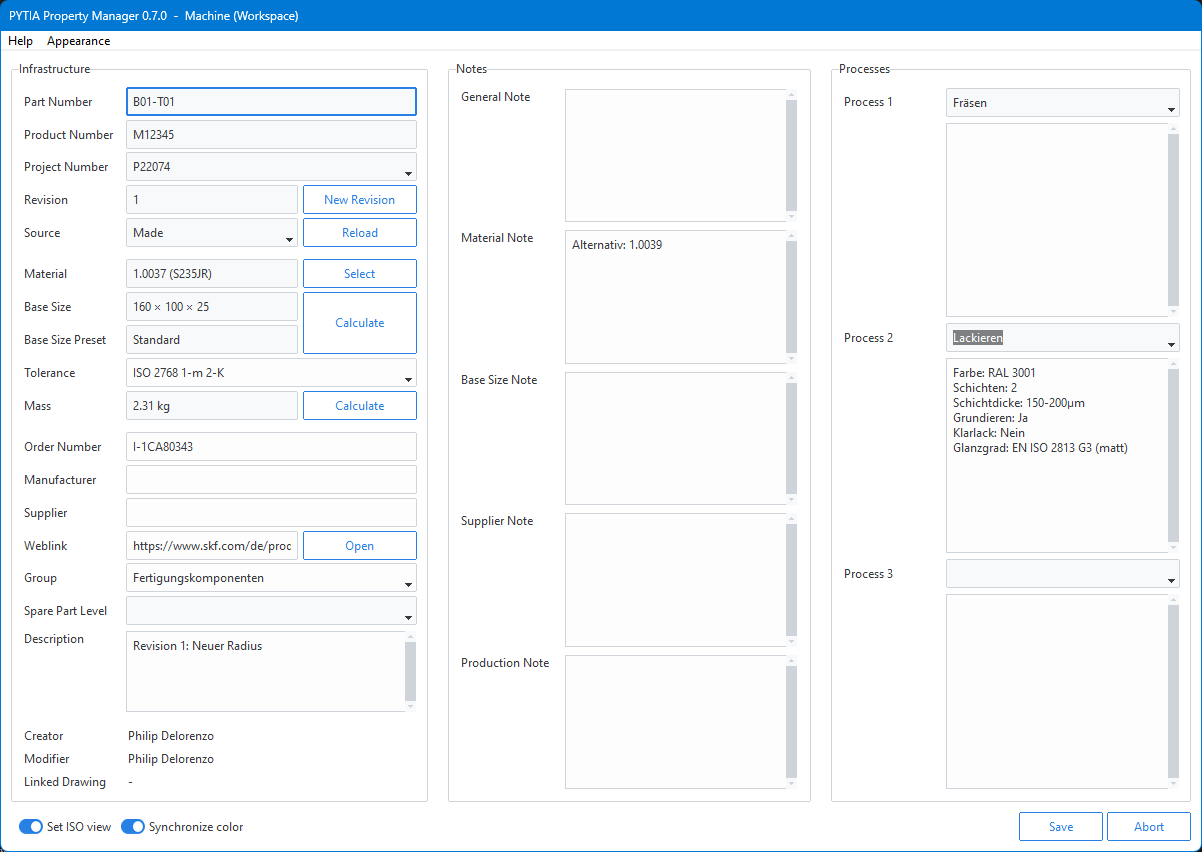 PYTIA Property Manager 0.7.0 - Machine (Workspace)
Help Appearance
Infrastructure
Part Number B01-T01
Product Number M12345
Project Number P22074
Revision 1 New Revision
Source Made Reload
Material 1.0037 (S235JR) Select
Base Size 160 × 100 × 25
Calculate
Base Size Preset Standard
Tolerance ISO 2768 1-m 2-K
Mass 2.31 kg Calculate
Order Number I-1CA80343
Manufacturer
Supplier
Weblink https://www.skf.com/de/proc Open
Group Fertigungskomponenten
Spare Part Level
Description Revision 1: Neuer Radius
Creator Philip Delorenzo
Modifier Philip Delorenzo
Linked Drawing -
Notes
General Note
Material Note Alternativ: 1.0039
Base Size Note
Supplier Note
Production Note
Processes
Process 1 Fräsen
Process 2 Lackieren
Farbe: RAL 3001
Schichten: 2
Schichtdicke: 150-200µm
Grundieren: Ja
Klarlack: Nein
Glanzgrad: EN ISO 2813 G3 (matt)
Process 3
Set ISO view Synchronize color
Save Abort